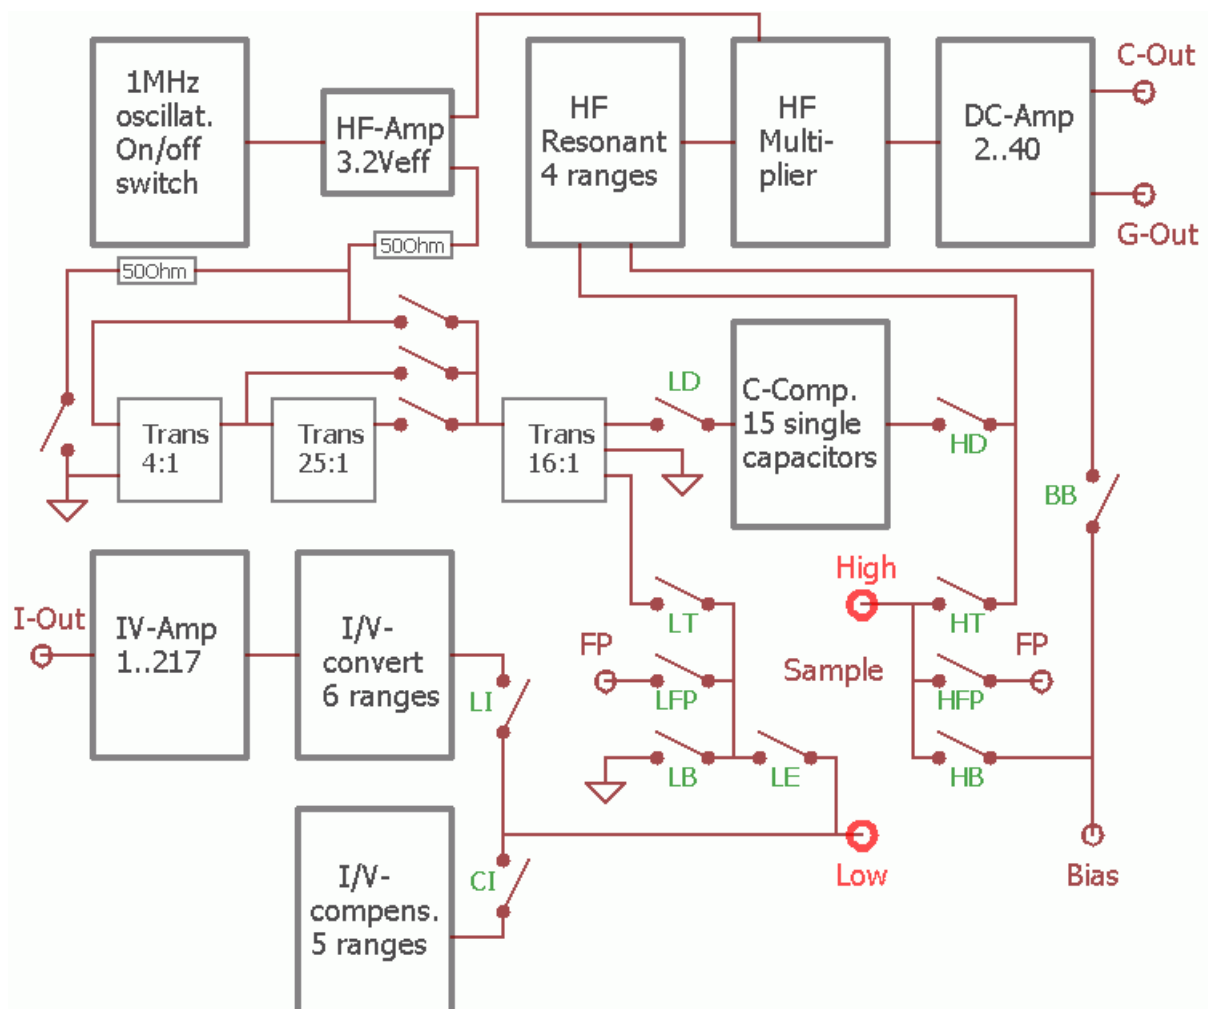 1MHz
oscillat.
On/off
switch
HF-Amp
3.2Veff
HF
Resonant
4 ranges
HF
Multi-
plier
DC-Amp
2..40
C-Out
G-Out
50Ohm
50Ohm
Trans
4:1
Trans
25:1
Trans
16:1
LD
C-Comp.
15 single
capacitors
HD
BB
I-Out
IV-Amp
1..217
I/V-
convert
6 ranges
LI
High
LT
HT
FP
Sample
FP
LFP
HFP
LB
LE
HB
I/V-
compens.
5 ranges
CI
Low
Bias